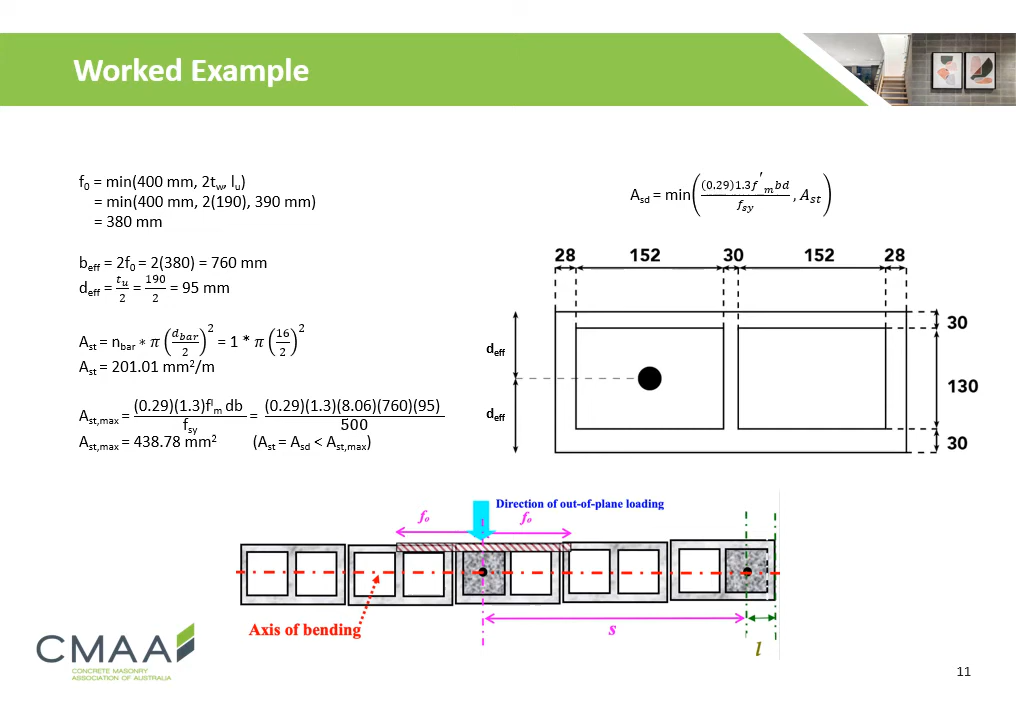 Worked Example
f₀ = min(400 mm, 2t_w, l_u)
= min(400 mm, 2(190), 390 mm)
= 380 mm
b_eff = 2f₀ = 2(380) = 760 mm
d_eff = t_u/2 = 190/2 = 95 mm
A_st = n_bar * π (d_bar/2)² = 1 * π (16/2)²
A_st = 201.01 mm²/m
A_st,max = (0.29)(1.3)f'_m db / f_sy = (0.29)(1.3)(8.06)(760)(95) / 500
A_st,max = 438.78 mm² (A_st = A_sd < A_st,max)
A_sd = min((0.29)1.3f'_m bd / f_sy , A_st)
28 152 30 152 28
30
d_eff
130
d_eff
30
Direction of out-of-plane loading
f_o f_o
Axis of bending
s
l
CMAA
CONCRETE MASONRY
ASSOCIATION OF AUSTRALIA
11